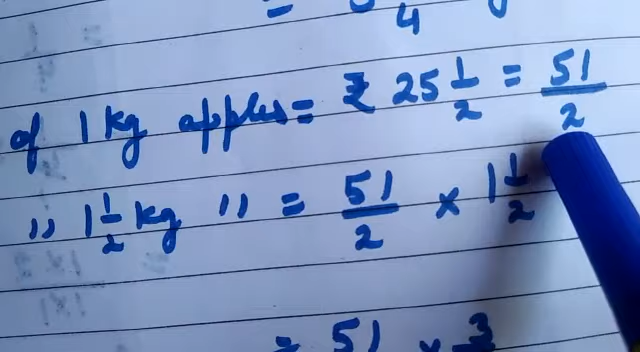 = 4
of 1 kg apples = ₹ 25 1/2 = 51/2
" 1 1/2 kg " = 51/2 × 1 1/2
= 51 × 3